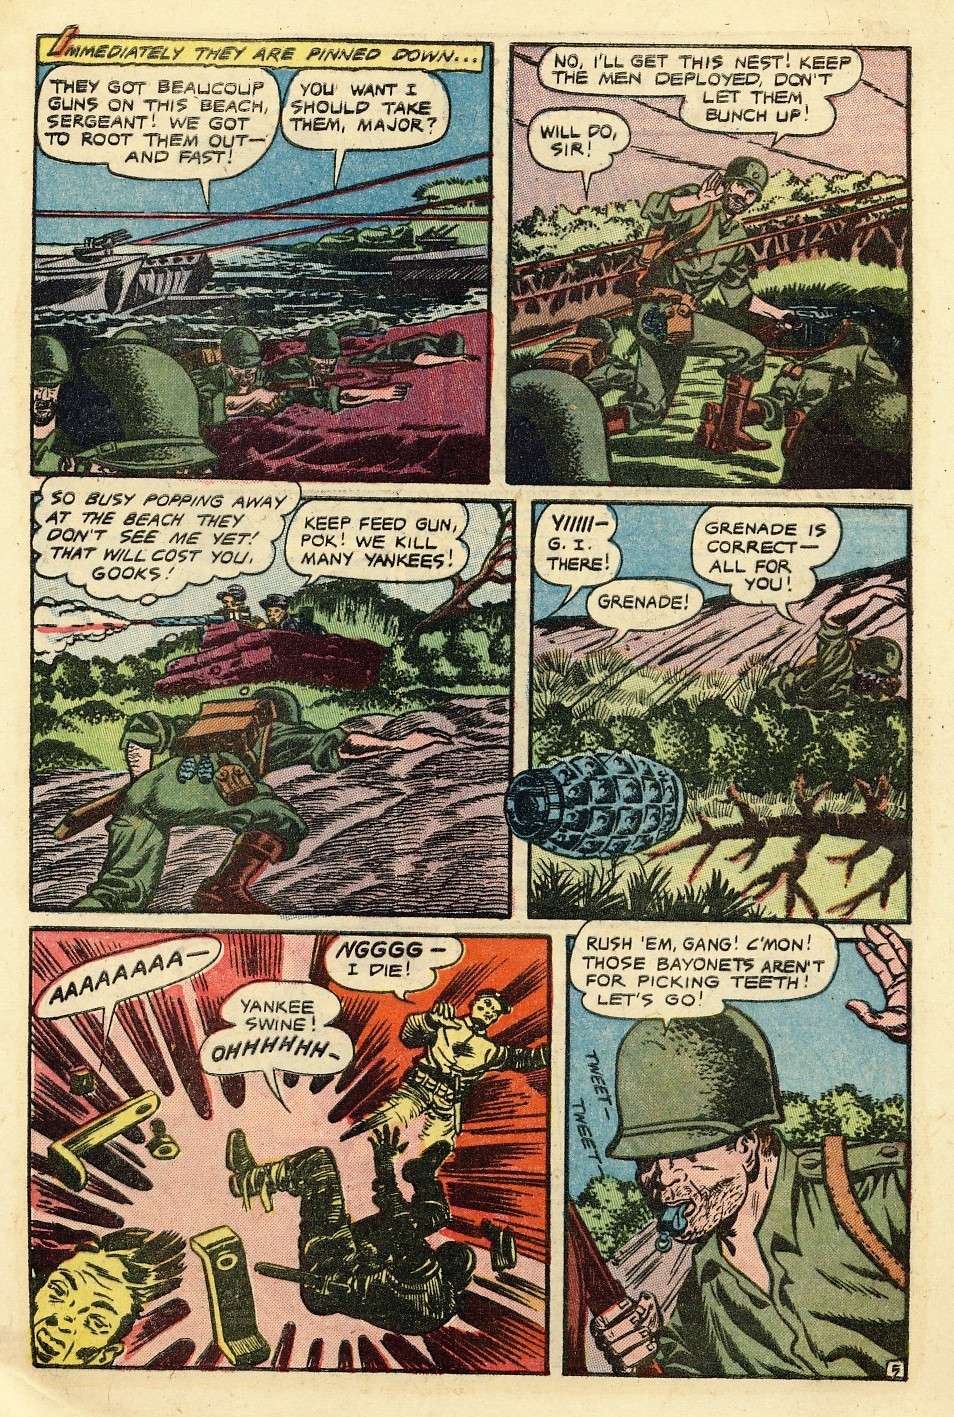 IMMEDIATELY THEY ARE PINNED DOWN...
THEY GOT BEAUCOUP
GUNS ON THIS BEACH,
SERGEANT! WE GOT
TO ROOT THEM OUT—
AND FAST!
YOU WANT I
SHOULD TAKE
THEM, MAJOR?
NO, I'LL GET THIS NEST! KEEP
THE MEN DEPLOYED, DON'T
LET THEM
BUNCH UP!
WILL DO,
SIR!
SO BUSY POPPING AWAY
AT THE BEACH THEY
DON'T SEE ME YET!
THAT WILL COST YOU,
GOOKS!
KEEP FEED GUN,
POK! WE KILL
MANY YANKEES!
YIIIII—
G. I.
THERE!
GRENADE!
GRENADE IS
CORRECT—
ALL FOR
YOU!
AAAAAAA—
YANKEE
SWINE!
OHHHHHH—
NGGGG—
I DIE!
RUSH 'EM, GANG! C'MON!
THOSE BAYONETS AREN'T
FOR PICKING TEETH!
LET'S GO!
TWEET—
TWEET—
5